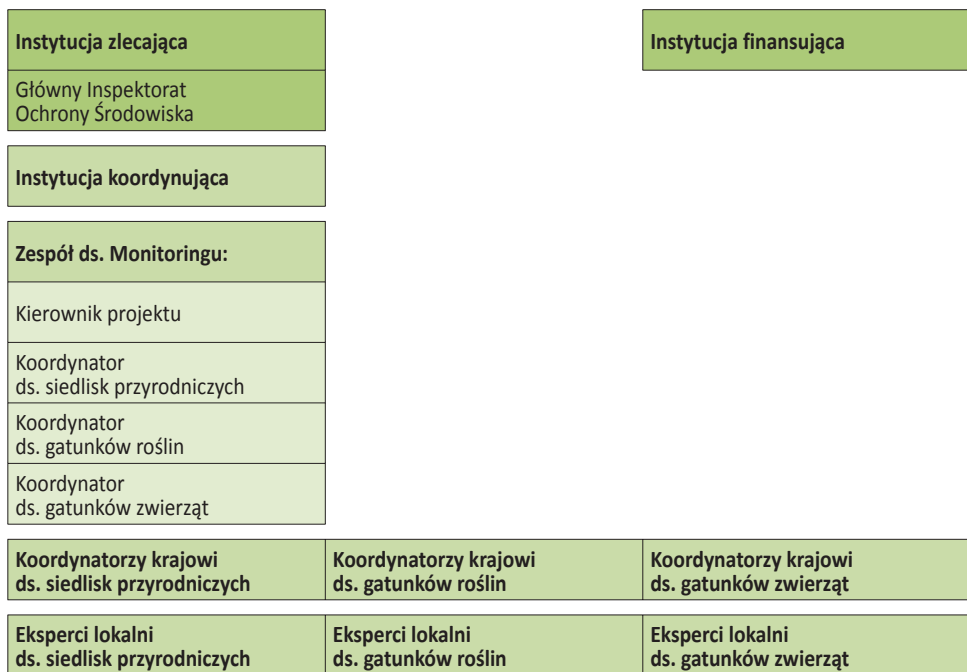 Instytucja zlecająca
Instytucja finansująca
Główny Inspektorat
Ochrony Środowiska
Instytucja koordynująca
Zespół ds. Monitoringu:
Kierownik projektu
Koordynator
ds. siedlisk przyrodniczych
Koordynator
ds. gatunków roślin
Koordynator
ds. gatunków zwierząt
Koordynatorzy krajowi
ds. siedlisk przyrodniczych
Koordynatorzy krajowi
ds. gatunków roślin
Koordynatorzy krajowi
ds. gatunków zwierząt
Eksperci lokalni
ds. siedlisk przyrodniczych
Eksperci lokalni
ds. gatunków roślin
Eksperci lokalni
ds. gatunków zwierząt